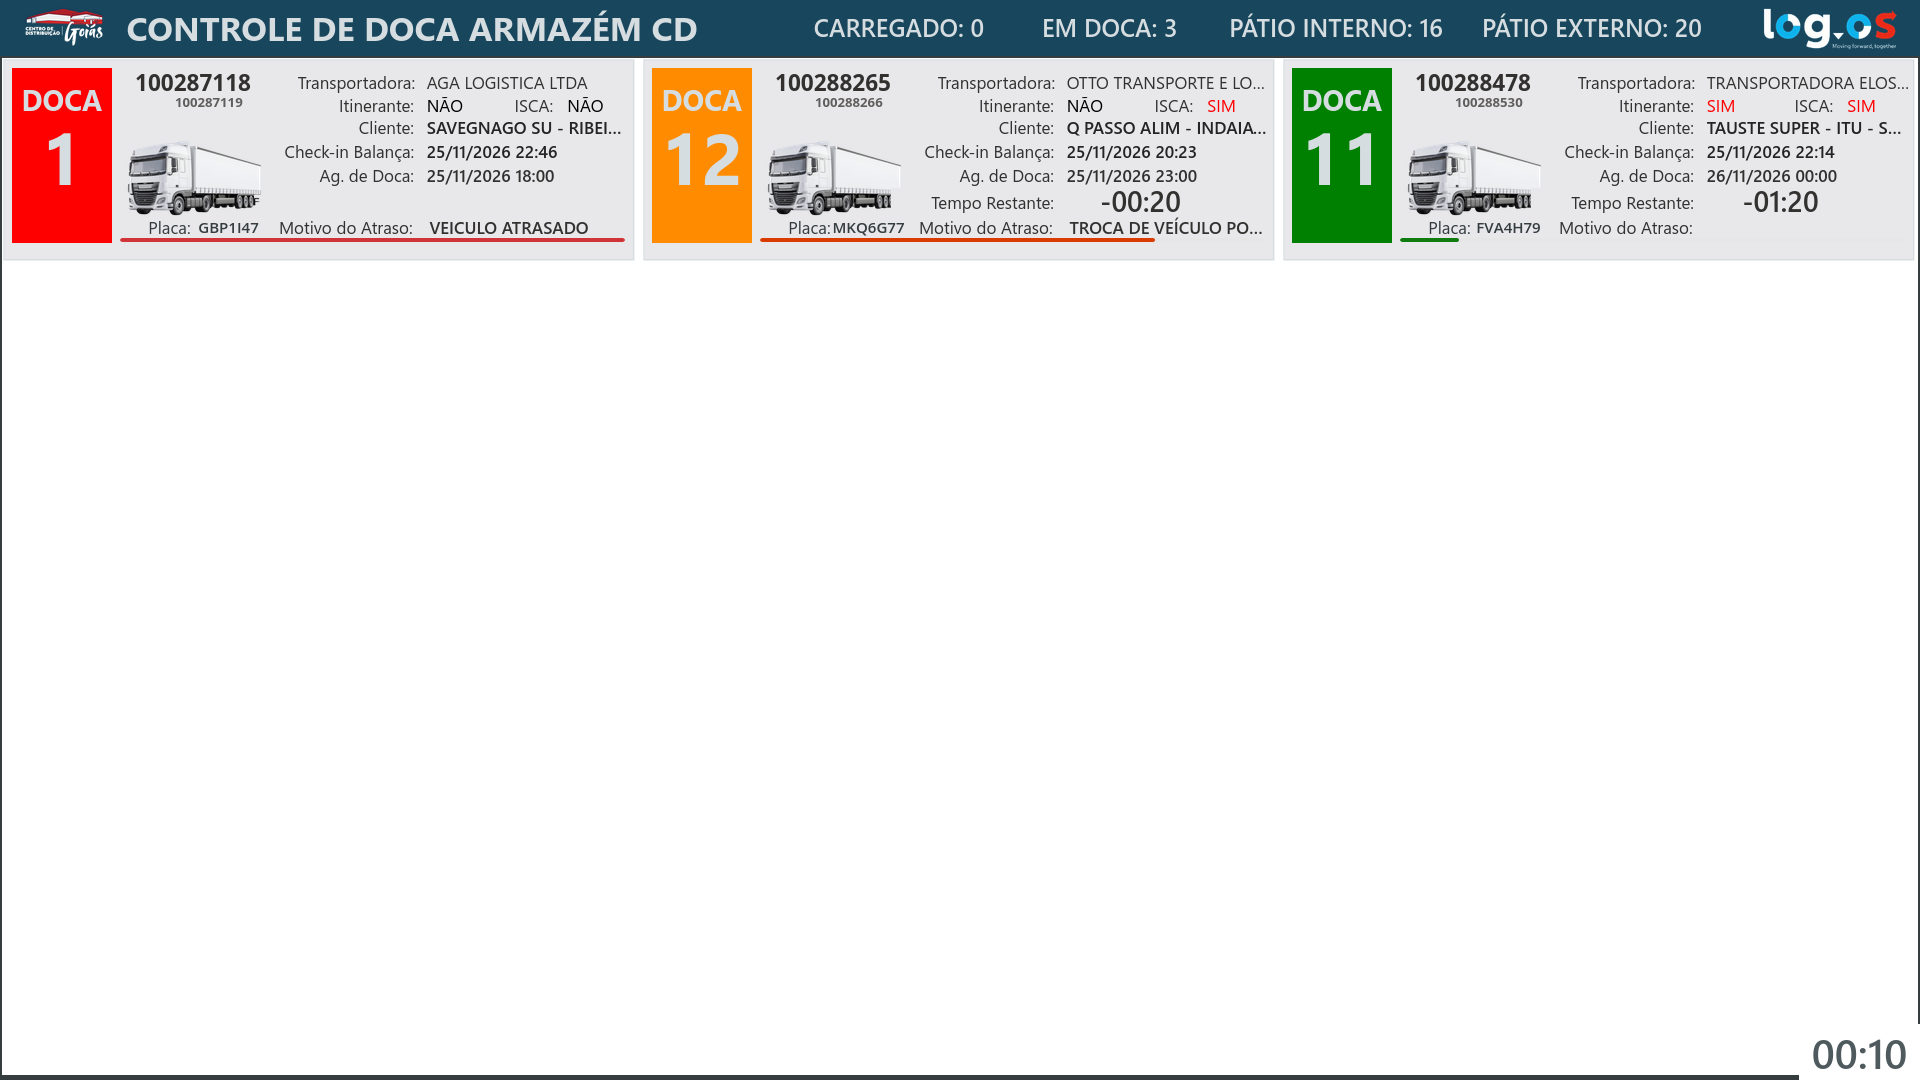 CENTRO DE DISTRIBUIÇÃO Goiás
CONTROLE DE DOCA ARMAZÉM CD
CARREGADO: 0
EM DOCA: 3
PÁTIO INTERNO: 16
PÁTIO EXTERNO: 20
log.os
Moving forward, together
DOCA
1
100287118
100287119
Transportadora: AGA LOGISTICA LTDA
Itinerante: NÃO ISCA: NÃO
Cliente: SAVEGNAGO SU - RIBEI...
Check-in Balança: 25/11/2026 22:46
Ag. de Doca: 25/11/2026 18:00
Placa: GBP1I47
Motivo do Atraso: VEICULO ATRASADO
DOCA
12
100288265
100288266
Transportadora: OTTO TRANSPORTE E LO...
Itinerante: NÃO ISCA: SIM
Cliente: Q PASSO ALIM - INDAIA...
Check-in Balança: 25/11/2026 20:23
Ag. de Doca: 25/11/2026 23:00
Tempo Restante: -00:20
Placa: MKQ6G77
Motivo do Atraso: TROCA DE VEÍCULO PO...
DOCA
11
100288478
100288530
Transportadora: TRANSPORTADORA ELOS...
Itinerante: SIM ISCA: SIM
Cliente: TAUSTE SUPER - ITU - S...
Check-in Balança: 25/11/2026 22:14
Ag. de Doca: 26/11/2026 00:00
Tempo Restante: -01:20
Placa: FVA4H79
Motivo do Atraso:
00:10